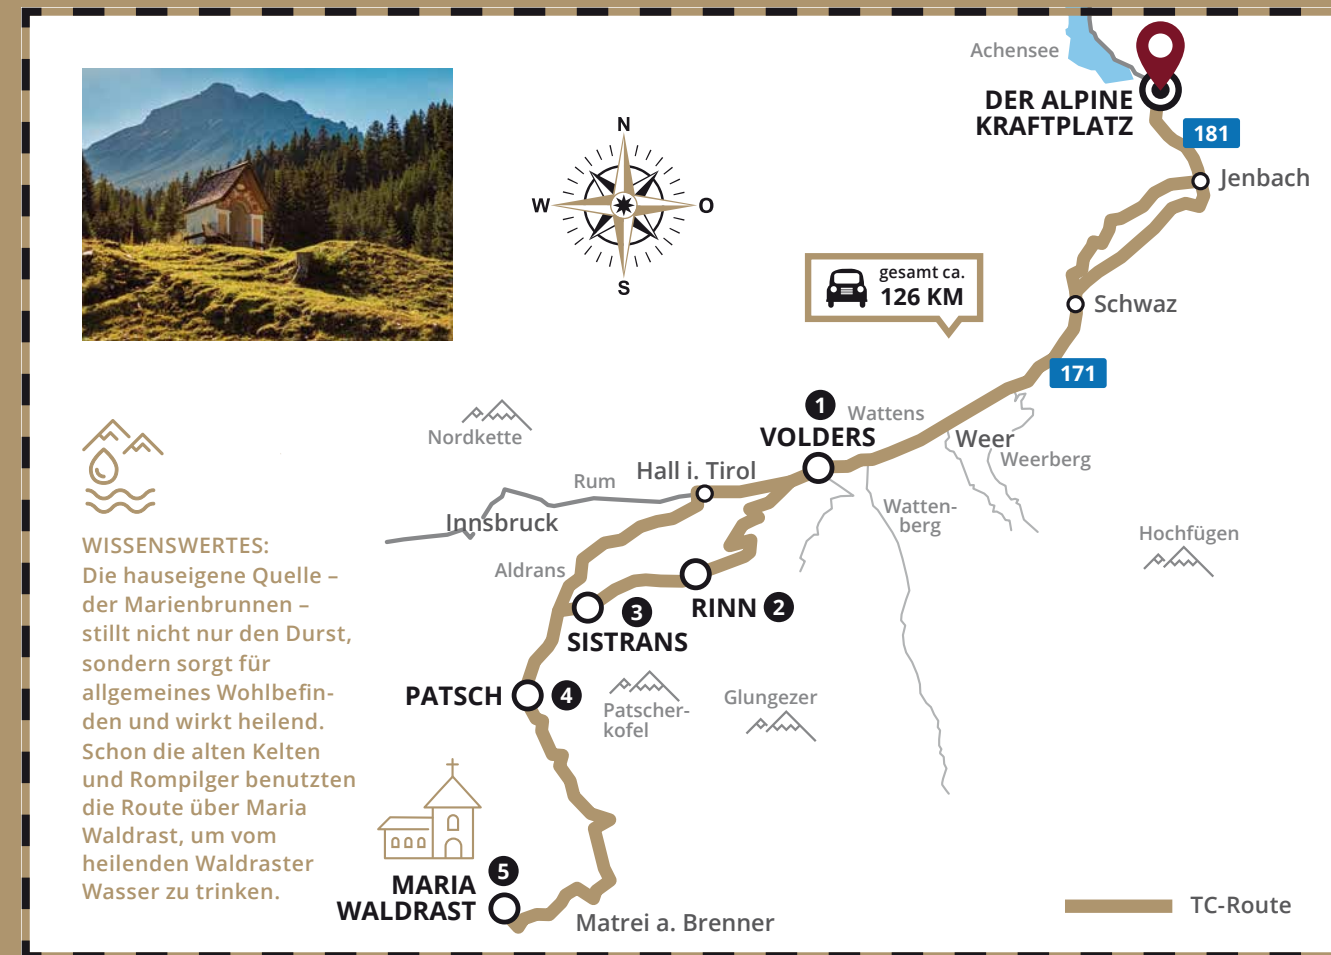 Achensee
DER ALPINE
KRAFTPLATZ
181
Jenbach
N
W
O
S
gesamt ca.
126 KM
Schwaz
171
1
Wattens
VOLDERS
Nordkette
Weer
Weerberg
Hall i. Tirol
Rum
Innsbruck
Watten-
berg
Hochfügen
Aldrans
RINN 2
3
SISTRANS
PATSCH 4
Patscher-
kofel
Glungezer
WISSENSWERTES:
Die hauseigene Quelle –
der Marienbrunnen –
stillt nicht nur den Durst,
sondern sorgt für
allgemeines Wohlbefin-
den und wirkt heilend.
Schon die alten Kelten
und Rompilger benutzten
die Route über Maria
Waldrast, um vom
heilenden Waldraster
Wasser zu trinken.
5
MARIA
WALDRAST
Matrei a. Brenner
TC-Route